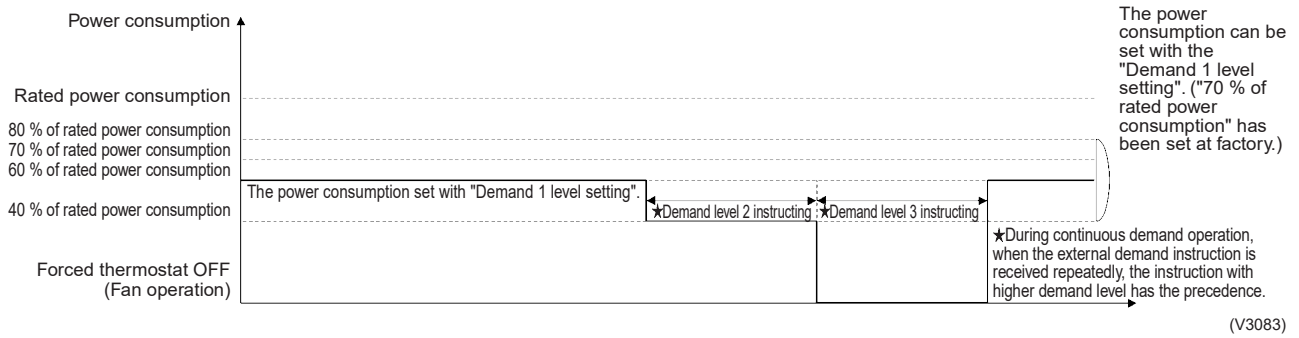 Power consumption
Rated power consumption
80 % of rated power consumption
70 % of rated power consumption
60 % of rated power consumption
40 % of rated power consumption
Forced thermostat OFF
(Fan operation)
The power consumption set with "Demand 1 level setting".
★Demand level 2 instructing
★Demand level 3 instructing
The power
consumption can be
set with the
"Demand 1 level
setting". ("70 % of
rated power
consumption" has
been set at factory.)
★During continuous demand operation,
when the external demand instruction is
received repeatedly, the instruction with
higher demand level has the precedence.
(V3083)